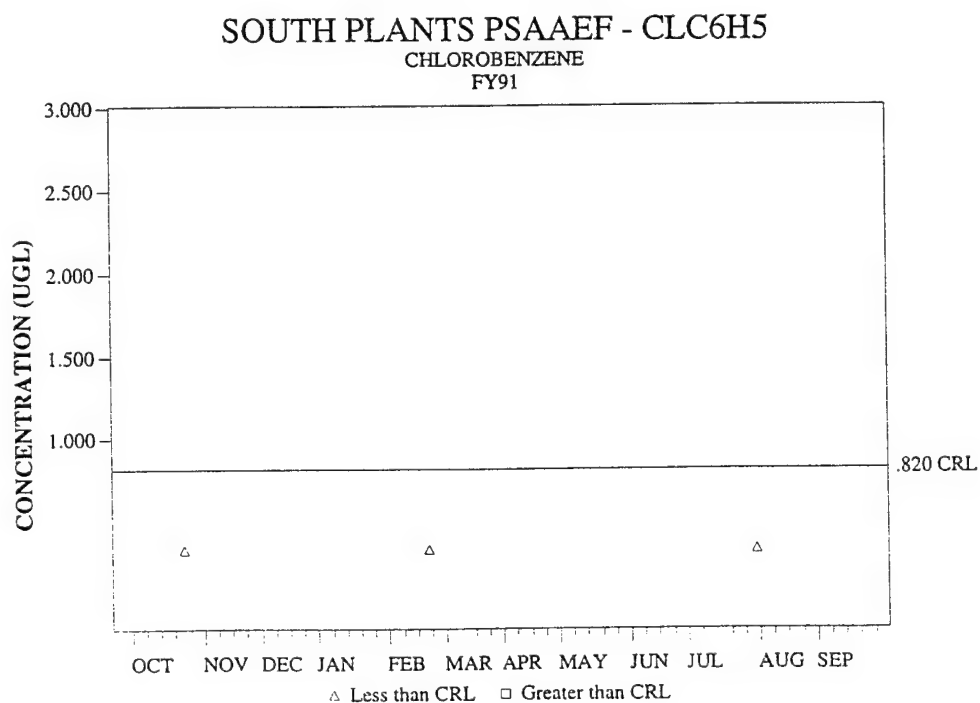 SOUTH PLANTS PSAAEF - CLC6H5
CHLOROBENZENE
FY91
CONCENTRATION (UGL)
3.000
2.500
2.000
1.500
1.000
.820 CRL
OCT NOV DEC JAN FEB MAR APR MAY JUN JUL AUG SEP
△ Less than CRL □ Greater than CRL